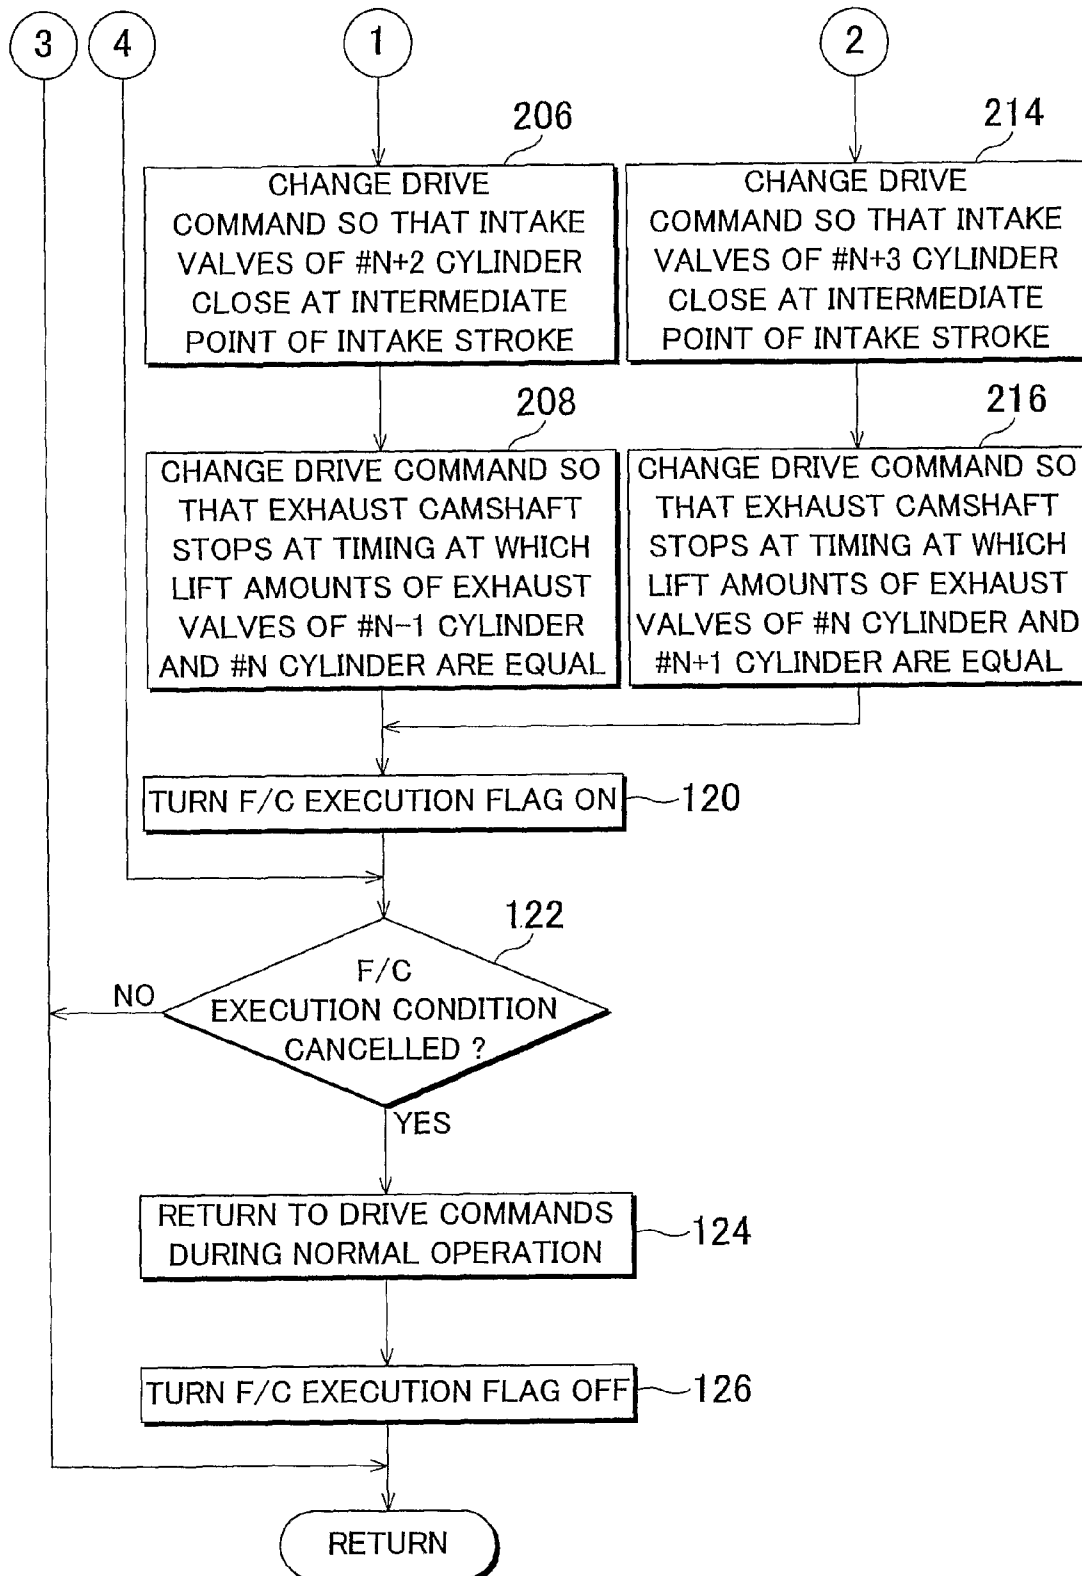 3
4
1
2
206
CHANGE DRIVE
COMMAND SO THAT INTAKE
VALVES OF #N+2 CYLINDER
CLOSE AT INTERMEDIATE
POINT OF INTAKE STROKE
214
CHANGE DRIVE
COMMAND SO THAT INTAKE
VALVES OF #N+3 CYLINDER
CLOSE AT INTERMEDIATE
POINT OF INTAKE STROKE
208
CHANGE DRIVE COMMAND SO
THAT EXHAUST CAMSHAFT
STOPS AT TIMING AT WHICH
LIFT AMOUNTS OF EXHAUST
VALVES OF #N-1 CYLINDER
AND #N CYLINDER ARE EQUAL
216
CHANGE DRIVE COMMAND SO
THAT EXHAUST CAMSHAFT
STOPS AT TIMING AT WHICH
LIFT AMOUNTS OF EXHAUST
VALVES OF #N CYLINDER AND
#N+1 CYLINDER ARE EQUAL
TURN F/C EXECUTION FLAG ON
120
122
F/C
EXECUTION CONDITION
CANCELLED ?
NO
YES
RETURN TO DRIVE COMMANDS
DURING NORMAL OPERATION
124
TURN F/C EXECUTION FLAG OFF
126
RETURN